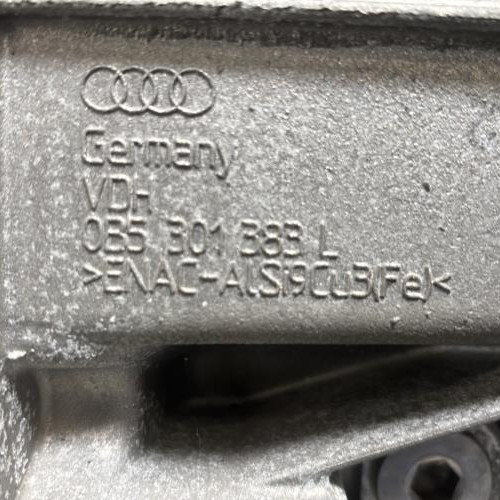 Germany
VDH
0B5 301 383 L
>ENAC-AlSi9Cu3(Fe)<